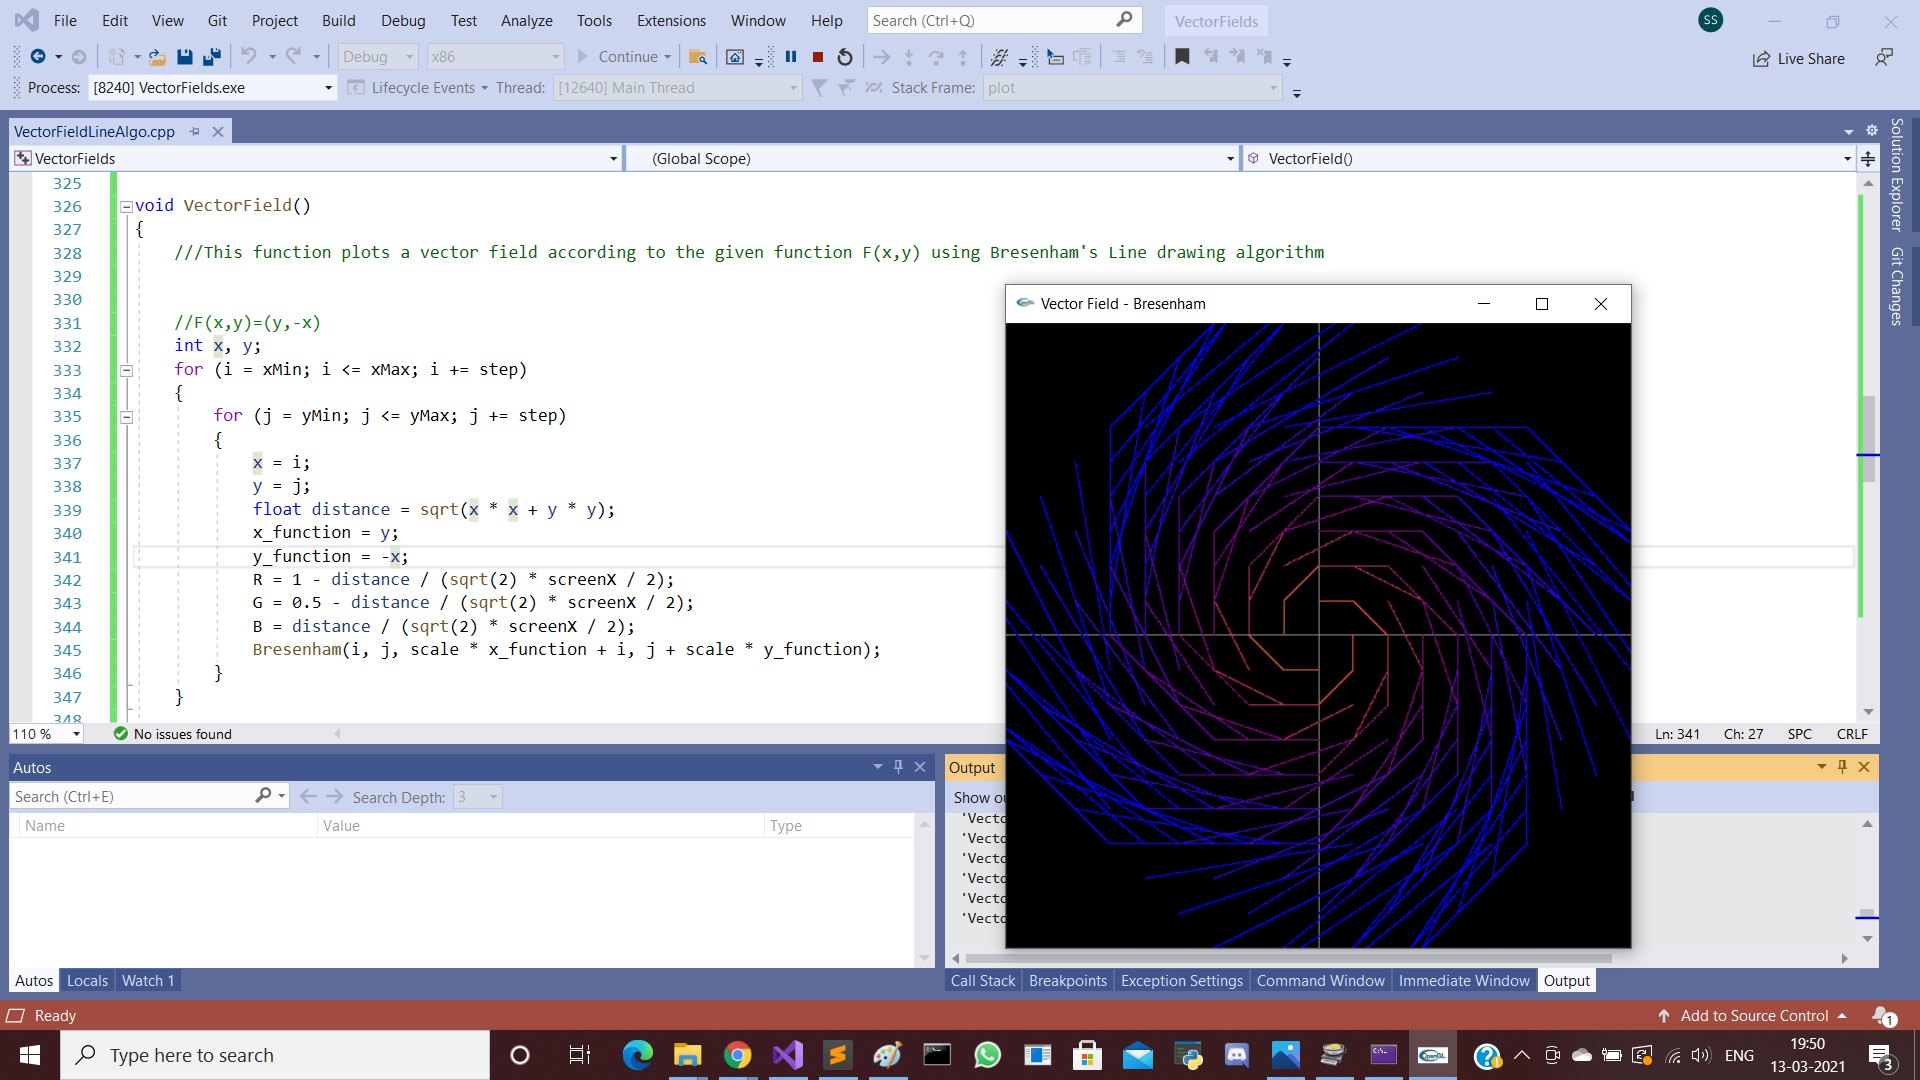 File Edit View Git Project Build Debug Test Analyze Tools Extensions Window Help Search (Ctrl+Q) VectorFields SS
Debug x86 Continue Live Share
Process: [8240] VectorFields.exe Lifecycle Events Thread: [12640] Main Thread Stack Frame: plot
VectorFieldLineAlgo.cpp
VectorFields (Global Scope) VectorField()
Solution Explorer
Git Changes
325
326 void VectorField()
327 {
328 ///This function plots a vector field according to the given function F(x,y) using Bresenham's Line drawing algorithm
329
330
331 //F(x,y)=(y,-x)
332 int x, y;
333 for (i = xMin; i <= xMax; i += step)
334 {
335 for (j = yMin; j <= yMax; j += step)
336 {
337 x = i;
338 y = j;
339 float distance = sqrt(x * x + y * y);
340 x_function = y;
341 y_function = -x;
342 R = 1 - distance / (sqrt(2) * screenX / 2);
343 G = 0.5 - distance / (sqrt(2) * screenX / 2);
344 B = distance / (sqrt(2) * screenX / 2);
345 Bresenham(i, j, scale * x_function + i, j + scale * y_function);
346 }
347 }
348
Vector Field - Bresenham
110 % No issues found Ln: 341 Ch: 27 SPC CRLF
Autos
Search (Ctrl+E) Search Depth: 3
Name Value Type
Autos Locals Watch 1
Output
Show ou
'Vecto
'Vecto
'Vecto
'Vecto
'Vecto
'Vecto
Call Stack Breakpoints Exception Settings Command Window Immediate Window Output
Ready Add to Source Control 1
Type here to search OpenGL ENG 19:50
13-03-2021 3